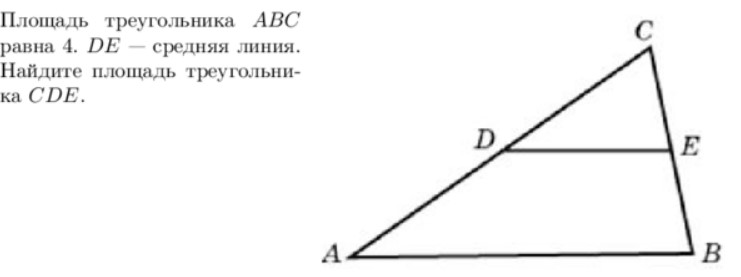 Площадь треугольника ABC
равна 4. DE — средняя линия.
Найдите площадь треугольни-
ка CDE.
C
D
E
A
B